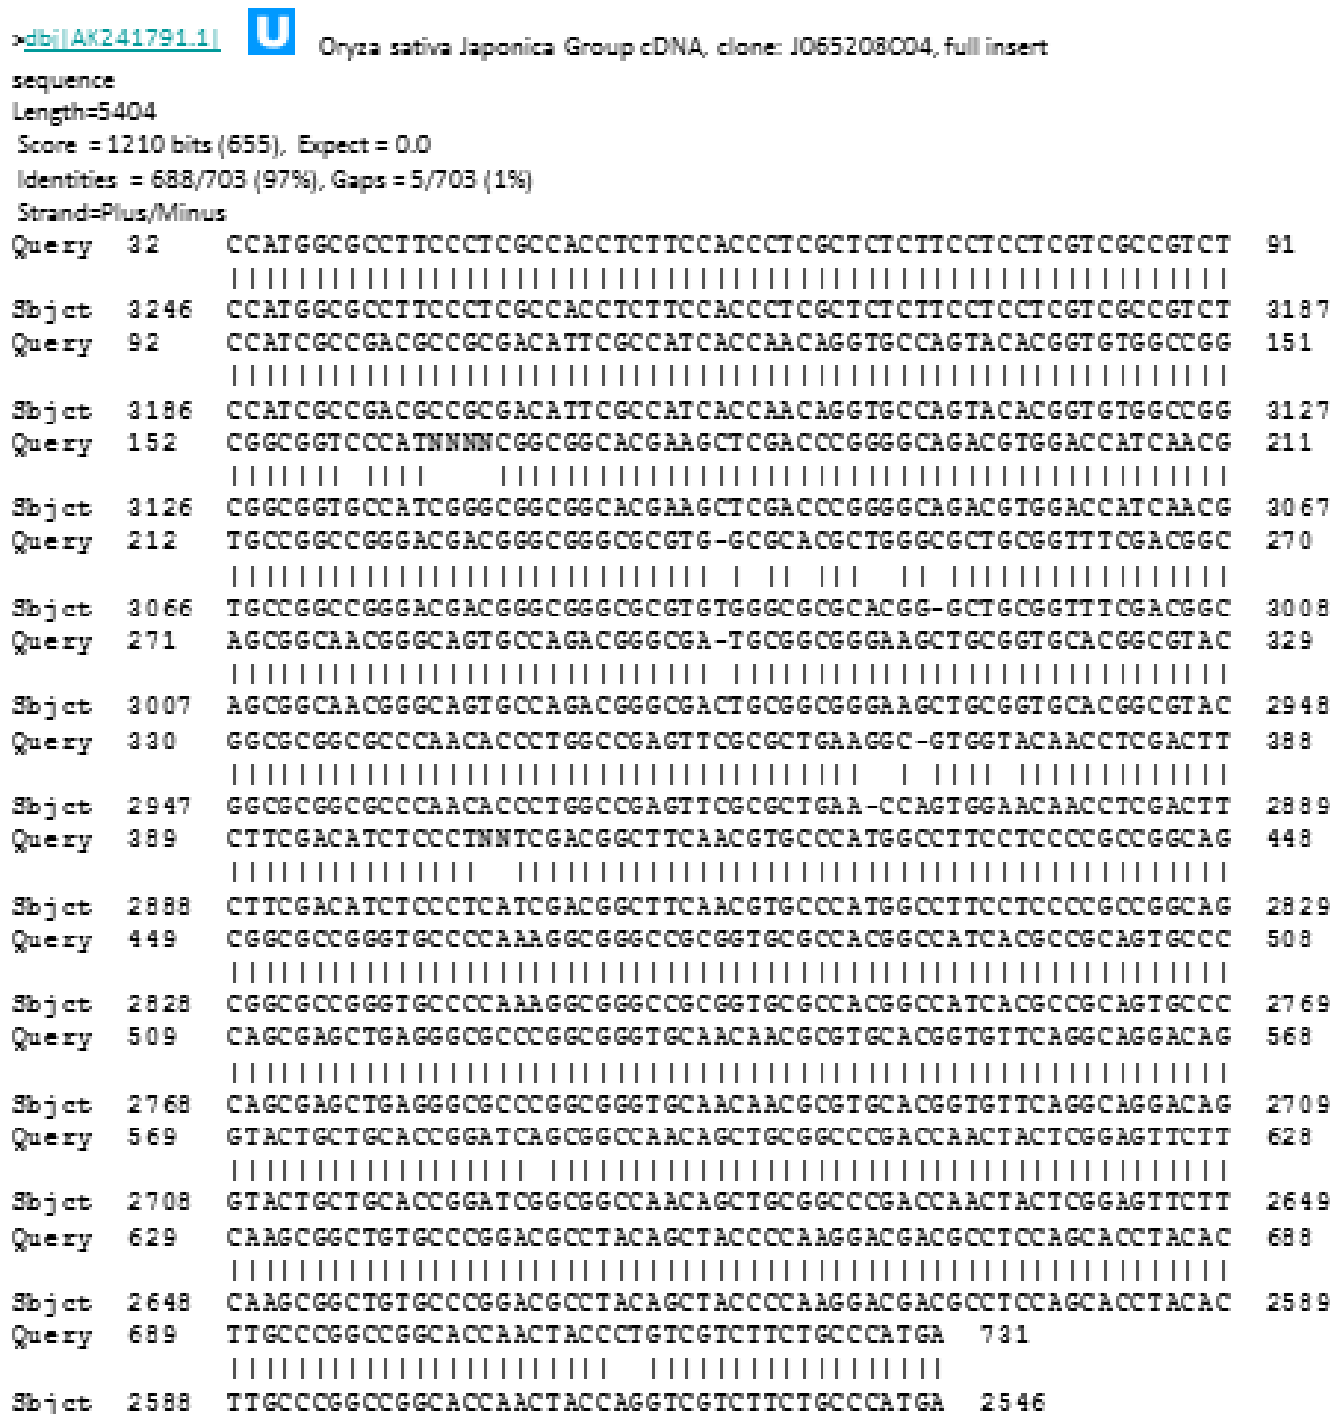 >dbj|AK241791.1| U Oryza sativa Japonica Group cDNA, clone: J065208C04, full insert
sequence
Length=5404
Score = 1210 bits (655), Expect = 0.0
Identities = 688/703 (97%), Gaps = 5/703 (1%)
Strand=Plus/Minus
Query 32 CCATGGCGCCTTCCCTCGCCACCTCTTCCACCCTCGCTCTCTTCCTCCTCGTCGCCGTCT 91
||||||||||||||||||||||||||||||||||||||||||||||||||||||||||||
Sbjct 3246 CCATGGCGCCTTCCCTCGCCACCTCTTCCACCCTCGCTCTCTTCCTCCTCGTCGCCGTCT 3187
Query 92 CCATCGCCGACGCCGCGACATTCGCCATCACCAACAGGTGCCAGTACACGGTGTGGCCGG 151
||||||||||||||||||||||||||||||||||||||||||||||||||||||||||||
Sbjct 3186 CCATCGCCGACGCCGCGACATTCGCCATCACCAACAGGTGCCAGTACACGGTGTGGCCGG 3127
Query 152 CGGCGGTCCCATNNNNCGGCGGCACGAAGCTCGACCCGGGGCAGACGTGGACCATCAACG 211
||||||| ||||    ||||||||||||||||||||||||||||||||||||||||||||
Sbjct 3126 CGGCGGTGCCATCGGGCGGCGGCACGAAGCTCGACCCGGGGCAGACGTGGACCATCAACG 3067
Query 212 TGCCGGCCGGGACGACGGGCGGGCGCGTG-GCGCACGCTGGGCGCTGCGGTTTCGACGGC 270
||||||||||||||||||||||||||||| | || |||  || |||||||||||||||||
Sbjct 3066 TGCCGGCCGGGACGACGGGCGGGCGCGTGTGGGCGCGCACGG-GCTGCGGTTTCGACGGC 3008
Query 271 AGCGGCAACGGGCAGTGCCAGACGGGCGA-TGCGGCGGGAAGCTGCGGTGCACGGCGTAC 329
||||||||||||||||||||||||||||| ||||||||||||||||||||||||||||||
Sbjct 3007 AGCGGCAACGGGCAGTGCCAGACGGGCGACTGCGGCGGGAAGCTGCGGTGCACGGCGTAC 2948
Query 330 GGCGCGGCGCCCAACACCCTGGCCGAGTTCGCGCTGAAGGC-GTGGTACAACCTCGACTT 388
||||||||||||||||||||||||||||||||||||||  | |||| |||||||||||||
Sbjct 2947 GGCGCGGCGCCCAACACCCTGGCCGAGTTCGCGCTGAA-CCAGTGGAACAACCTCGACTT 2889
Query 389 CTTCGACATCTCCCTNNTCGACGGCTTCAACGTGCCCATGGCCTTCCTCCCCGCCGGCAG 448
|||||||||||||||  |||||||||||||||||||||||||||||||||||||||||||
Sbjct 2888 CTTCGACATCTCCCTCATCGACGGCTTCAACGTGCCCATGGCCTTCCTCCCCGCCGGCAG 2829
Query 449 CGGCGCCGGGTGCCCCAAAGGCGGGCCGCGGTGCGCCACGGCCATCACGCCGCAGTGCCC 508
||||||||||||||||||||||||||||||||||||||||||||||||||||||||||||
Sbjct 2828 CGGCGCCGGGTGCCCCAAAGGCGGGCCGCGGTGCGCCACGGCCATCACGCCGCAGTGCCC 2769
Query 509 CAGCGAGCTGAGGGCGCCCGGCGGGTGCAACAACGCGTGCACGGTGTTCAGGCAGGACAG 568
||||||||||||||||||||||||||||||||||||||||||||||||||||||||||||
Sbjct 2768 CAGCGAGCTGAGGGCGCCCGGCGGGTGCAACAACGCGTGCACGGTGTTCAGGCAGGACAG 2709
Query 569 GTACTGCTGCACCGGATCAGCGGCCAACAGCTGCGGCCCGACCAACTACTCGGAGTTCTT 628
|||||||||||||||||| |||||||||||||||||||||||||||||||||||||||||
Sbjct 2708 GTACTGCTGCACCGGATCGGCGGCCAACAGCTGCGGCCCGACCAACTACTCGGAGTTCTT 2649
Query 629 CAAGCGGCTGTGCCCGGACGCCTACAGCTACCCCAAGGACGACGCCTCCAGCACCTACAC 688
||||||||||||||||||||||||||||||||||||||||||||||||||||||||||||
Sbjct 2648 CAAGCGGCTGTGCCCGGACGCCTACAGCTACCCCAAGGACGACGCCTCCAGCACCTACAC 2589
Query 689 TTGCCCGGCCGGCACCAACTACCCTGTCGTCTTCTGCCCATGA 731
|||||||||||||||||||||||  ||||||||||||||||||
Sbjct 2588 TTGCCCGGCCGGCACCAACTACCAGGTCGTCTTCTGCCCATGA 2546